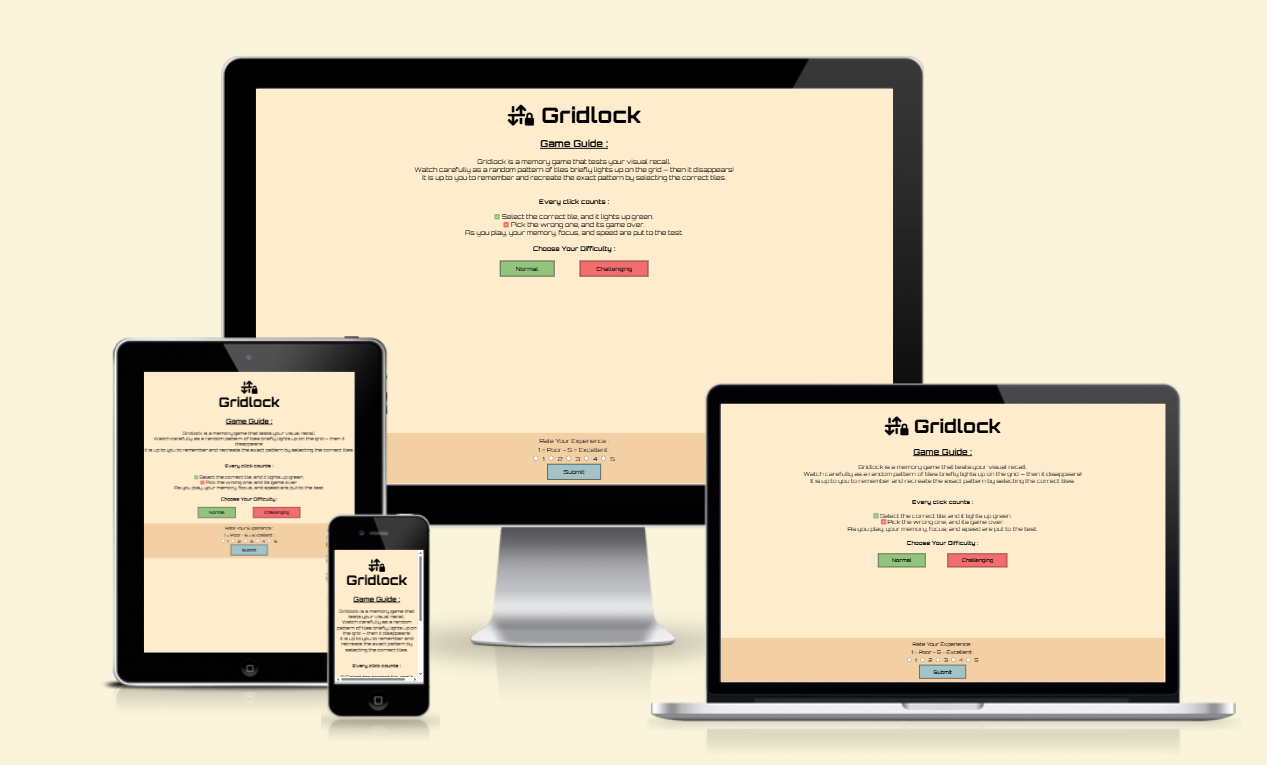 Gridlock
Game Guide :
Gridlock is a memory game that tests your visual recall.
Watch carefully as a random pattern of tiles briefly lights up on the grid – then it disappears!
It is up to you to remember and recreate the exact pattern by selecting the correct tiles.
Every click counts :
Select the correct tile, and it lights up green.
Pick the wrong one, and its game over.
As you play, your memory, focus, and speed are put to the test.
Choose Your Difficulty :
Normal
Challenging
Rate Your Experience :
1 = Poor - 5 = Excellent
1 2 3 4 5
Submit
Gridlock
Game Guide :
Gridlock is a memory game that tests your visual recall.
Watch carefully as a random pattern of tiles briefly lights up on the grid – then it
disappears!
It is up to you to remember and recreate the exact pattern by selecting the correct tiles.
Every click counts :
Select the correct tile, and it lights up green.
Pick the wrong one, and its game over.
As you play, your memory, focus, and speed are put to the test.
Choose Your Difficulty :
Normal
Challenging
Rate Your Experience :
1 = Poor - 5 = Excellent
1 2 3 4 5
Submit
Gridlock
Game Guide :
Gridlock is a memory game that
tests your visual recall.
Watch carefully as a random
pattern of tiles briefly lights up on
the grid – then it disappears!
It is up to you to remember and
recreate the exact pattern by
selecting the correct tiles.
Every click counts :
Gridlock
Game Guide :
Gridlock is a memory game that tests your visual recall.
Watch carefully as a random pattern of tiles briefly lights up on the grid – then it disappears!
It is up to you to remember and recreate the exact pattern by selecting the correct tiles.
Every click counts :
Select the correct tile, and it lights up green.
Pick the wrong one, and its game over.
As you play, your memory, focus, and speed are put to the test.
Choose Your Difficulty :
Normal
Challenging
Rate Your Experience :
1 = Poor - 5 = Excellent
1 2 3 4 5
Submit